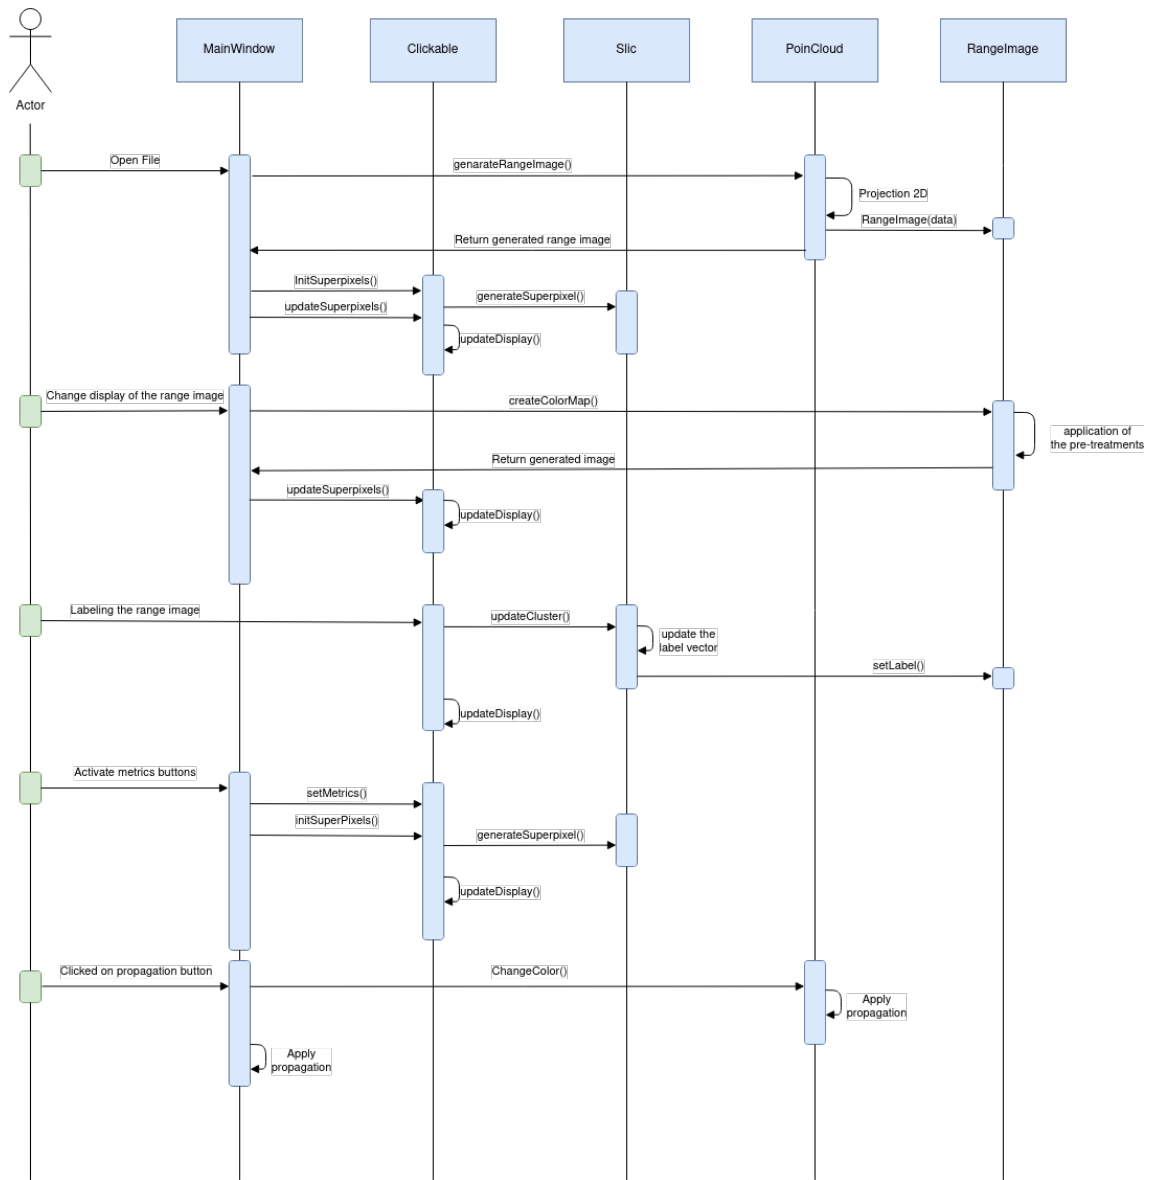 MainWindow
Clickable
Slic
PoinCloud
RangeImage
Actor
Open File
genarateRangeImage()
Projection 2D
RangeImage(data)
Return generated range image
InitSuperpixels()
generateSuperpixel()
updateSuperpixels()
updateDisplay()
Change display of the range image
createColorMap()
application of
the pre-treatments
Return generated image
updateSuperpixels()
updateDisplay()
Labeling the range image
updateCluster()
update the
label vector
setLabel()
updateDisplay()
Activate metrics buttons
setMetrics()
initSuperPixels()
generateSuperpixel()
updateDisplay()
Clicked on propagation button
ChangeColor()
Apply
propagation
Apply
propagation